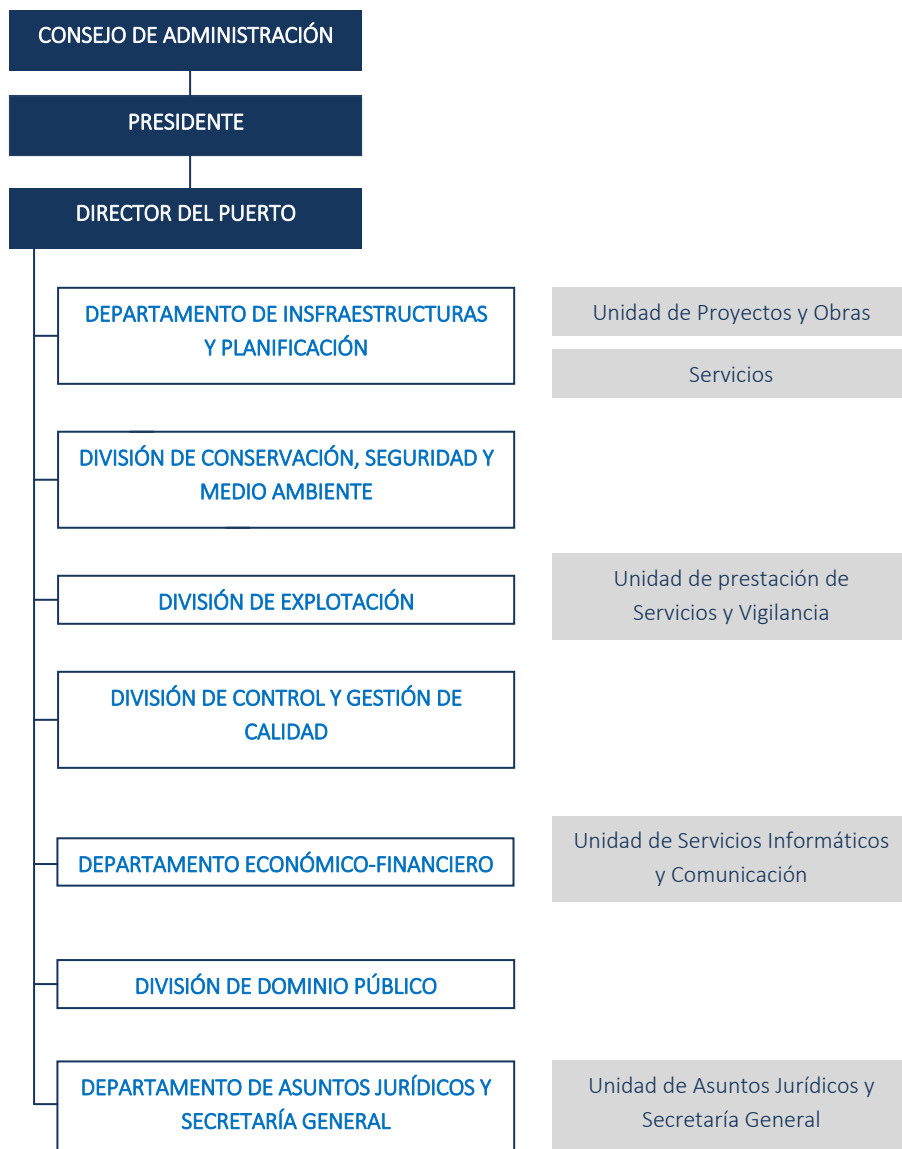 CONSEJO DE ADMINISTRACIÓN
PRESIDENTE
DIRECTOR DEL PUERTO
DEPARTAMENTO DE INSFRAESTRUCTURAS
Y PLANIFICACIÓN
Unidad de Proyectos y Obras
Servicios
DIVISIÓN DE CONSERVACIÓN, SEGURIDAD Y
MEDIO AMBIENTE
DIVISIÓN DE EXPLOTACIÓN
Unidad de prestación de
Servicios y Vigilancia
DIVISIÓN DE CONTROL Y GESTIÓN DE
CALIDAD
DEPARTAMENTO ECONÓMICO-FINANCIERO
Unidad de Servicios Informáticos
y Comunicación
DIVISIÓN DE DOMINIO PÚBLICO
DEPARTAMENTO DE ASUNTOS JURÍDICOS Y
SECRETARÍA GENERAL
Unidad de Asuntos Jurídicos y
Secretaría General